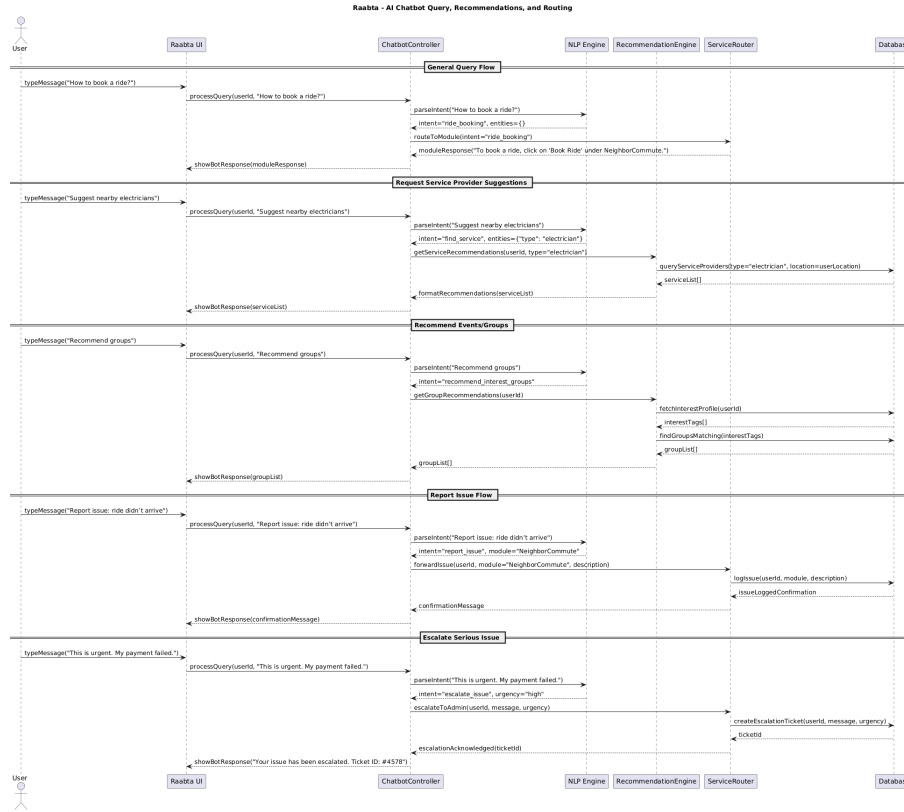 Raabta - AI Chatbot Query, Recommendations, and Routing
User
Raabta UI
ChatbotController
NLP Engine
RecommendationEngine
ServiceRouter
Databas
General Query Flow
typeMessage("How to book a ride?")
processQuery(userId, "How to book a ride?")
parseIntent("How to book a ride?")
intent="ride_booking", entities={}
routeToModule(intent="ride_booking")
moduleResponse("To book a ride, click on 'Book Ride' under NeighborCommute.")
showBotResponse(moduleResponse)
Request Service Provider Suggestions
typeMessage("Suggest nearby electricians")
processQuery(userId, "Suggest nearby electricians")
parseIntent("Suggest nearby electricians")
intent="find_service", entities={"type": "electrician"}
getServiceRecommendations(userId, type="electrician")
queryServiceProviders(type="electrician", location=userLocation)
serviceList[]
formatRecommendations(serviceList)
showBotResponse(serviceList)
Recommend Events/Groups
typeMessage("Recommend groups")
processQuery(userId, "Recommend groups")
parseIntent("Recommend groups")
intent="recommend_interest_groups"
getGroupRecommendations(userId)
fetchInterestProfile(userId)
interestTags[]
findGroupsMatching(interestTags)
groupList[]
groupList[]
showBotResponse(groupList)
Report Issue Flow
typeMessage("Report issue: ride didn't arrive")
processQuery(userId, "Report issue: ride didn't arrive")
parseIntent("Report issue: ride didn't arrive")
intent="report_issue", module="NeighborCommute"
forwardIssue(userId, module="NeighborCommute", description)
logIssue(userId, module, description)
issueLoggedConfirmation
confirmationMessage
showBotResponse(confirmationMessage)
Escalate Serious Issue
typeMessage("This is urgent. My payment failed.")
processQuery(userId, "This is urgent. My payment failed.")
parseIntent("This is urgent. My payment failed.")
intent="escalate_issue", urgency="high"
escalateToAdmin(userId, message, urgency)
createEscalationTicket(userId, message, urgency)
ticketId
escalationAcknowledged(ticketId)
showBotResponse("Your issue has been escalated. Ticket ID: #4578")
User
Raabta UI
ChatbotController
NLP Engine
RecommendationEngine
ServiceRouter
Databas